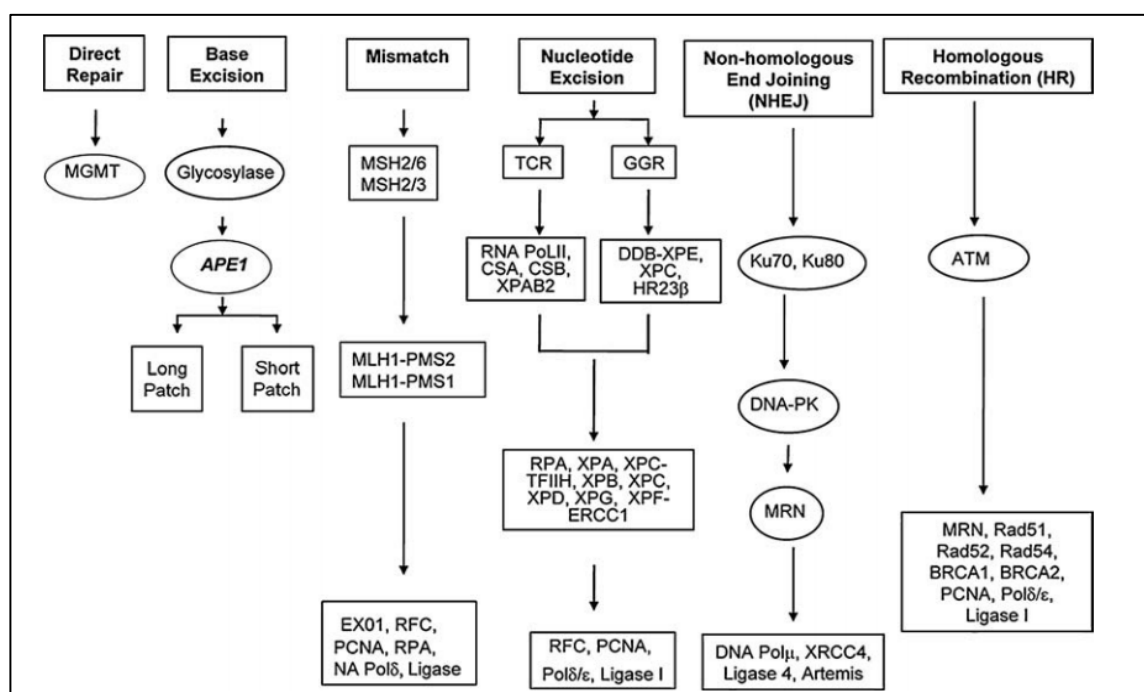 Direct
Repair
MGMT
Base
Excision
Glycosylase
APE1
Long
Patch
Short
Patch
Mismatch
MSH2/6
MSH2/3
MLH1-PMS2
MLH1-PMS1
EX01, RFC,
PCNA, RPA,
NA Polδ, Ligase
Nucleotide
Excision
TCR
GGR
RNA PoLII,
CSA, CSB,
XPAB2
DDB-XPE,
XPC,
HR23β
RPA, XPA, XPC-
TFIIH, XPB, XPC,
XPD, XPG, XPF-
ERCC1
RFC, PCNA,
Polδ/ε, Ligase I
Non-homologous
End Joining
(NHEJ)
Ku70, Ku80
DNA-PK
MRN
DNA Polμ, XRCC4,
Ligase 4, Artemis
Homologous
Recombination (HR)
ATM
MRN, Rad51,
Rad52, Rad54,
BRCA1, BRCA2,
PCNA, Polδ/ε,
Ligase I